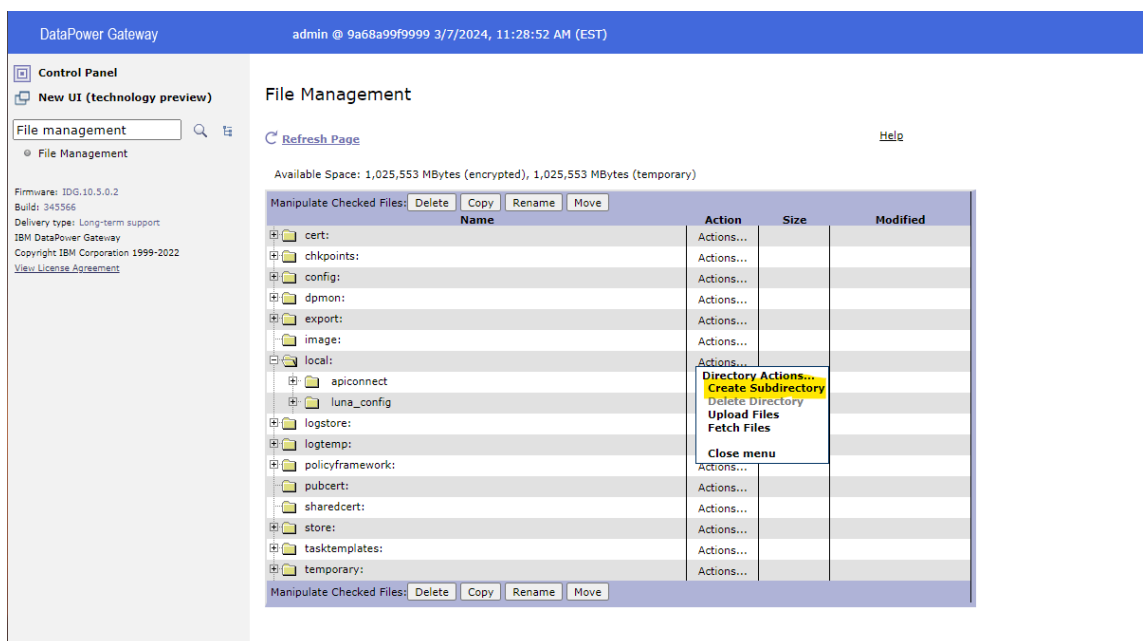 DataPower Gateway
admin @ 9a68a99f9999 3/7/2024, 11:28:52 AM (EST)
Control Panel
New UI (technology preview)
File management
File Management
Firmware: IDG.10.5.0.2
Build: 345566
Delivery type: Long-term support
IBM DataPower Gateway
Copyright IBM Corporation 1999-2022
View License Agreement
File Management
Refresh Page
Help
Available Space: 1,025,553 MBytes (encrypted), 1,025,553 MBytes (temporary)
Manipulate Checked Files: Delete Copy Rename Move
Name Action Size Modified
cert: Actions...
chkpoints: Actions...
config: Actions...
dpmon: Actions...
export: Actions...
image: Actions...
local: Actions...
apiconnect
luna_config
Directory Actions...
Create Subdirectory
Delete Directory
Upload Files
Fetch Files
Close menu
logstore:
logtemp:
policyframework: Actions...
pubcert: Actions...
sharedcert: Actions...
store: Actions...
tasktemplates: Actions...
temporary: Actions...
Manipulate Checked Files: Delete Copy Rename Move